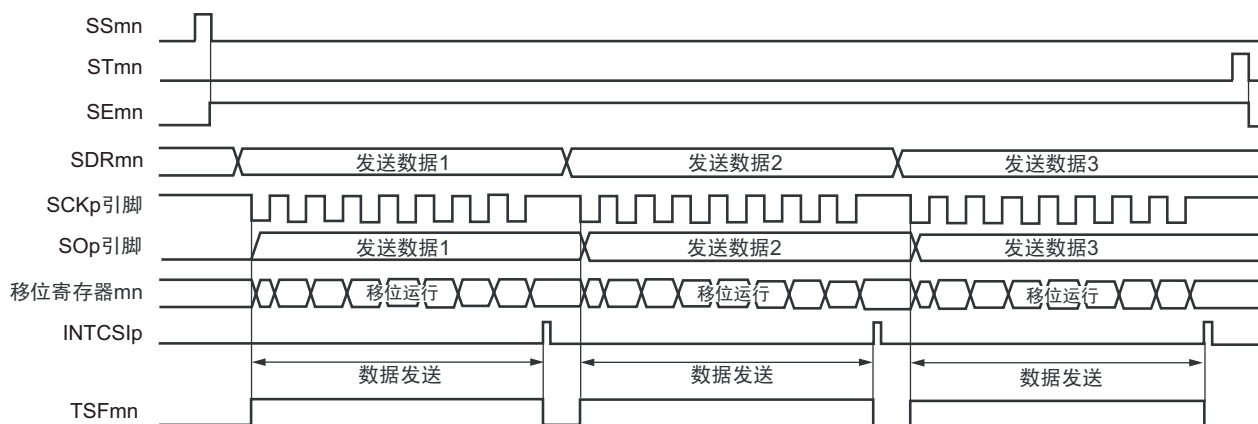 SSmn
STmn
SEmn
SDRmn 发送数据1 发送数据2 发送数据3
SCKp引脚
SOp引脚 发送数据1 发送数据2 发送数据3
移位寄存器mn 移位运行 移位运行 移位运行
INTCSIp
数据发送 数据发送 数据发送
TSFmn